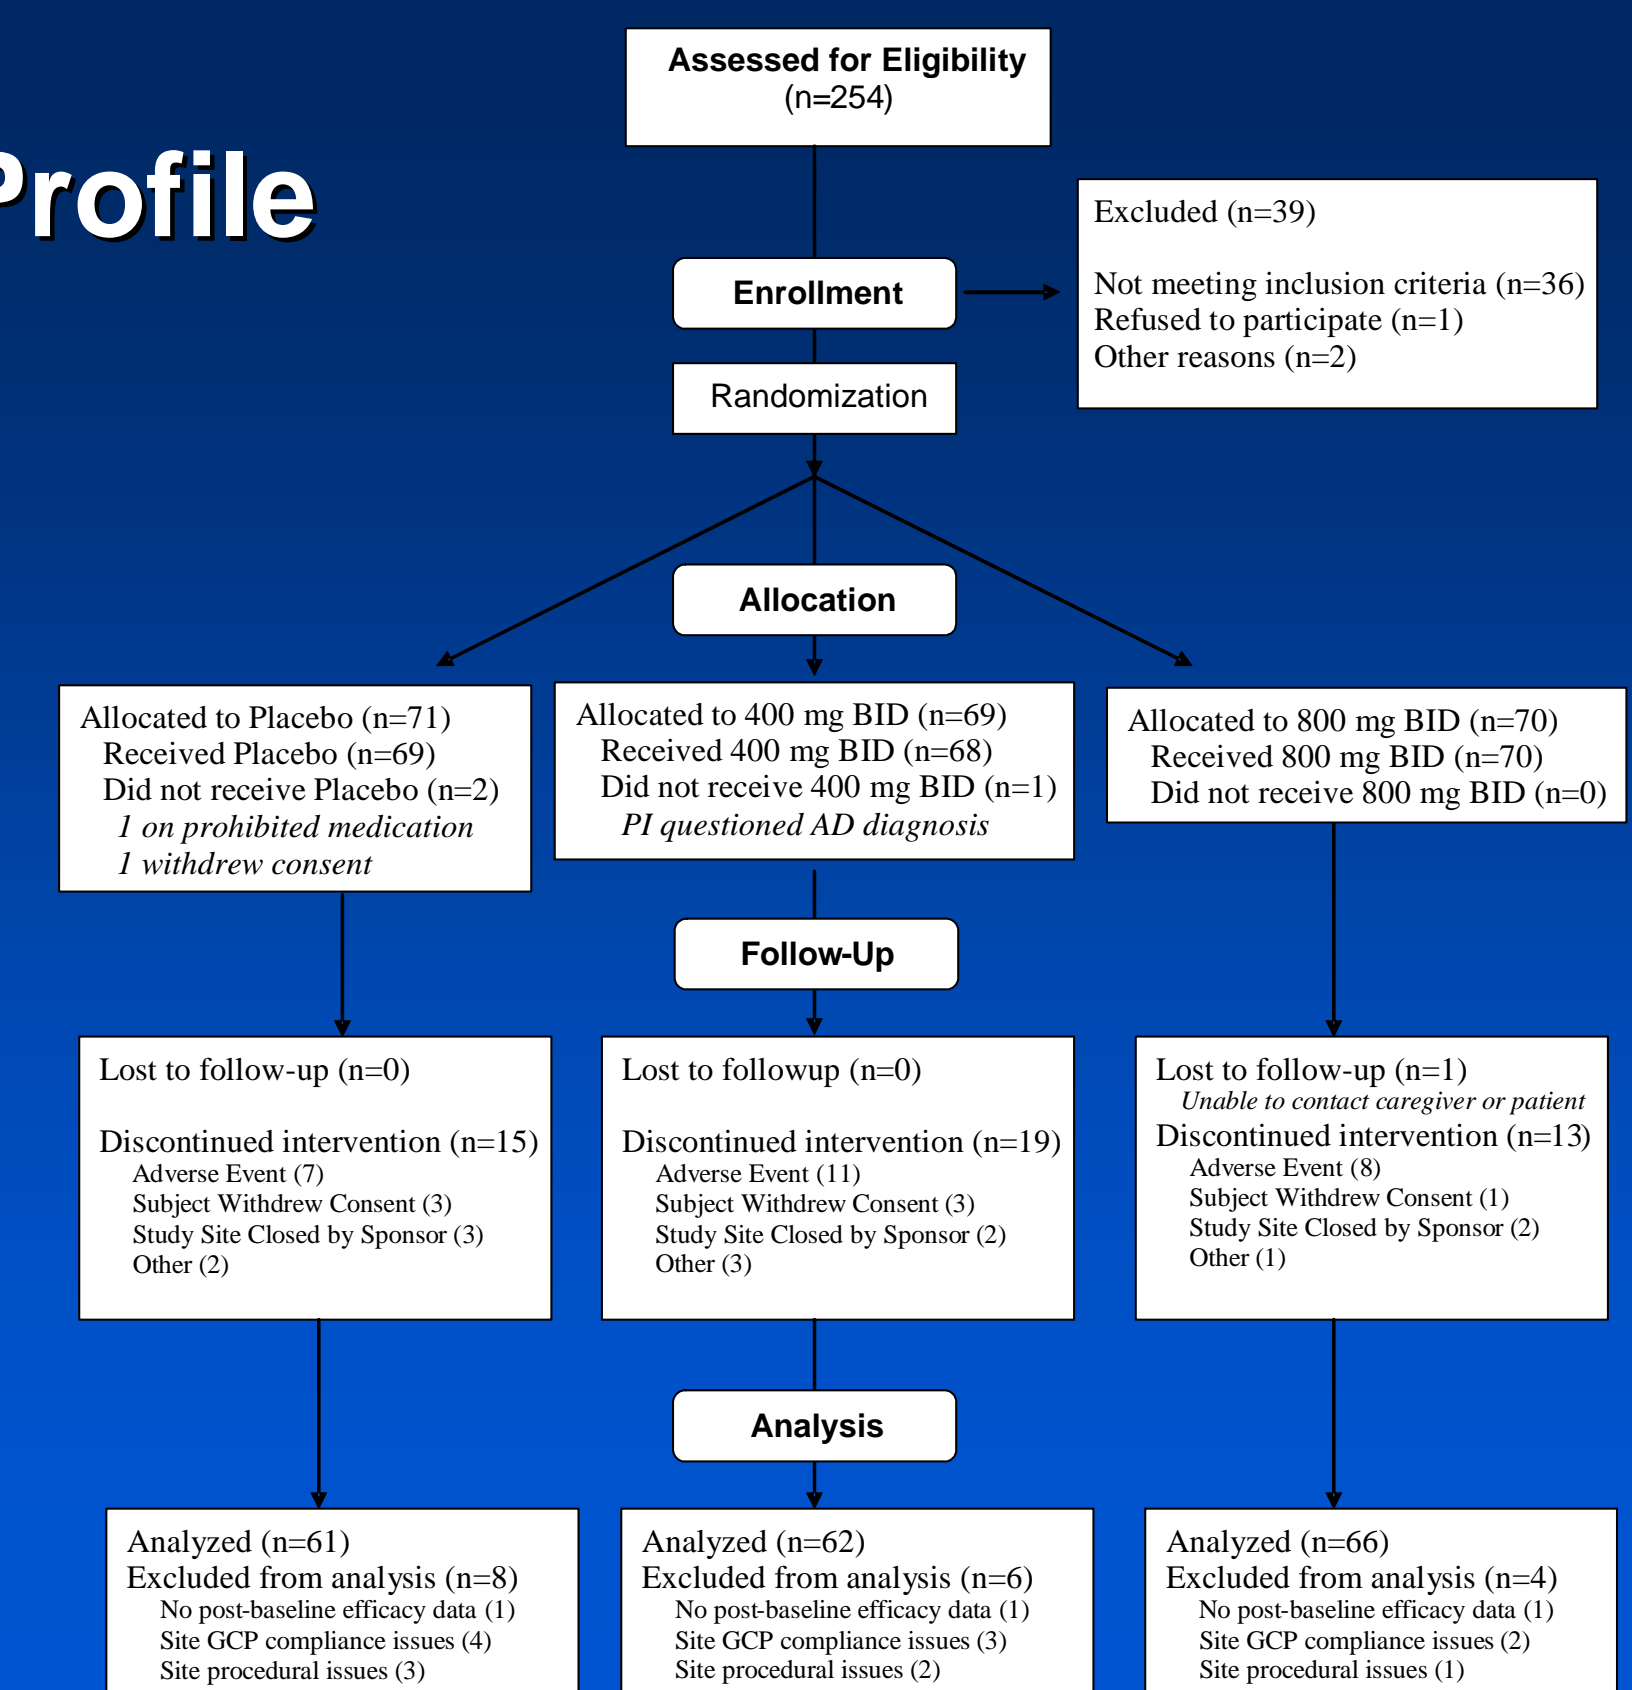 Assessed for Eligibility
(n=254)
Profile
Excluded (n=39)
Not meeting inclusion criteria (n=36)
Refused to participate (n=1)
Other reasons (n=2)
Enrollment
Randomization
Allocation
Allocated to Placebo (n=71)
Received Placebo (n=69)
Did not receive Placebo (n=2)
1 on prohibited medication
1 withdrew consent
Allocated to 400 mg BID (n=69)
Received 400 mg BID (n=68)
Did not receive 400 mg BID (n=1)
PI questioned AD diagnosis
Allocated to 800 mg BID (n=70)
Received 800 mg BID (n=70)
Did not receive 800 mg BID (n=0)
Follow-Up
Lost to follow-up (n=0)
Discontinued intervention (n=15)
Adverse Event (7)
Subject Withdrew Consent (3)
Study Site Closed by Sponsor (3)
Other (2)
Lost to followup (n=0)
Discontinued intervention (n=19)
Adverse Event (11)
Subject Withdrew Consent (3)
Study Site Closed by Sponsor (2)
Other (3)
Lost to follow-up (n=1)
Unable to contact caregiver or patient
Discontinued intervention (n=13)
Adverse Event (8)
Subject Withdrew Consent (1)
Study Site Closed by Sponsor (2)
Other (1)
Analysis
Analyzed (n=61)
Excluded from analysis (n=8)
No post-baseline efficacy data (1)
Site GCP compliance issues (4)
Site procedural issues (3)
Analyzed (n=62)
Excluded from analysis (n=6)
No post-baseline efficacy data (1)
Site GCP compliance issues (3)
Site procedural issues (2)
Analyzed (n=66)
Excluded from analysis (n=4)
No post-baseline efficacy data (1)
Site GCP compliance issues (2)
Site procedural issues (1)